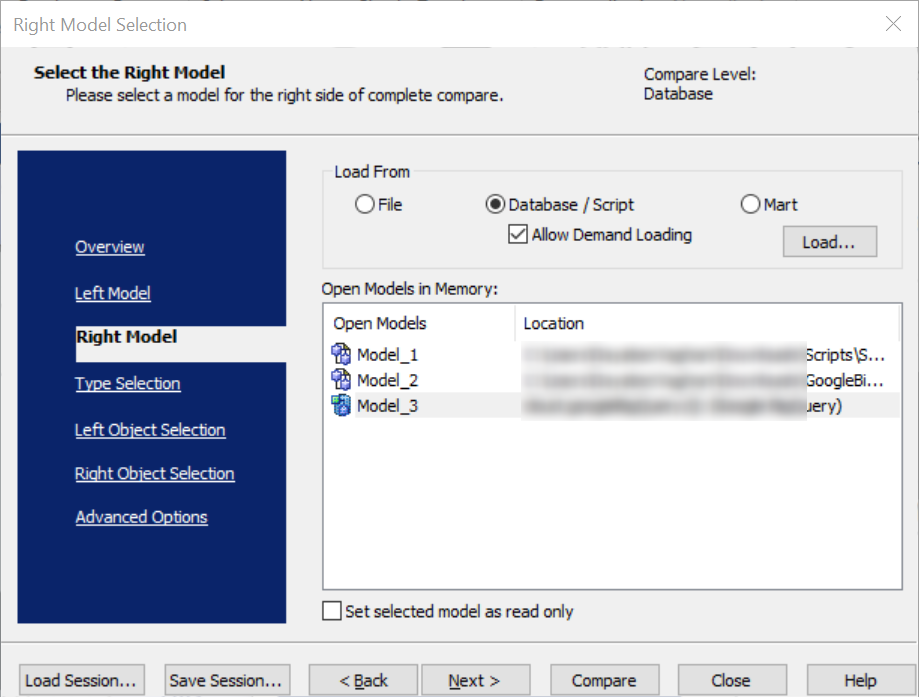 Right Model Selection
Select the Right Model
Please select a model for the right side of complete compare.
Compare Level:
Database
Overview
Left Model
Right Model
Type Selection
Left Object Selection
Right Object Selection
Advanced Options
Load From
File
Database / Script
Mart
Allow Demand Loading
Load...
Open Models in Memory:
Open Models Location
Model_1 Scripts\S...
Model_2 GoogleBi...
Model_3 uery)
Set selected model as read only
Load Session... Save Session... < Back Next > Compare Close Help